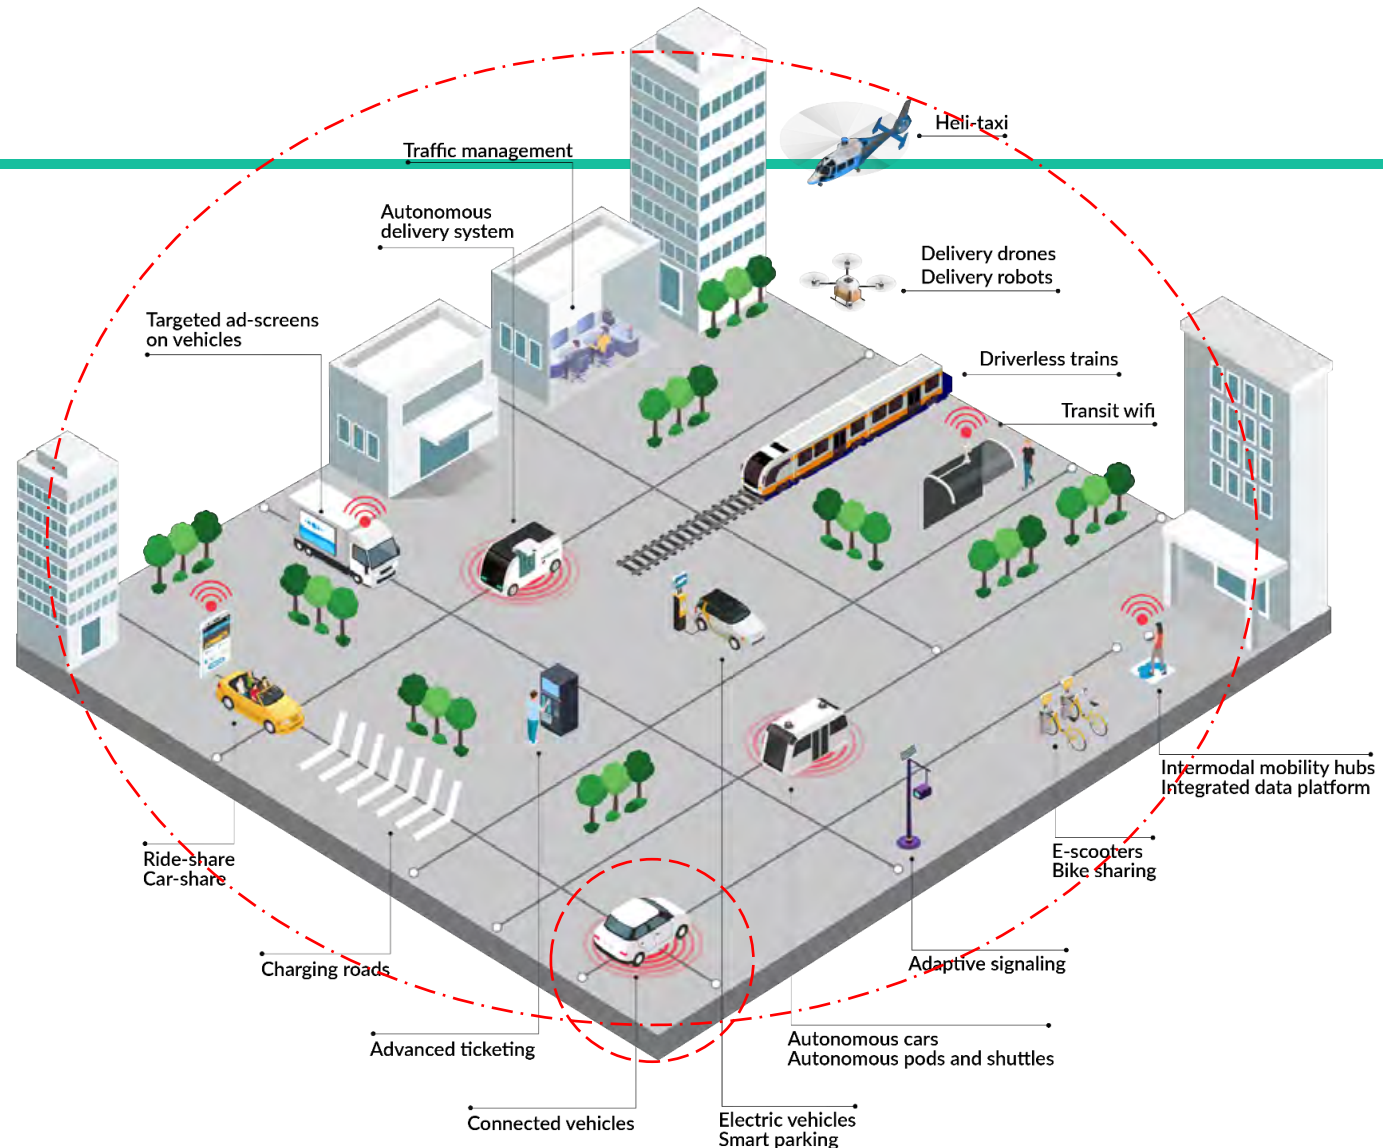 Heli-taxi
Traffic management
Autonomous
delivery system
Delivery drones
Delivery robots
Targeted ad-screens
on vehicles
Driverless trains
Transit wifi
Intermodal mobility hubs
Integrated data platform
Ride-share
Car-share
E-scooters
Bike sharing
Charging roads
Adaptive signaling
Advanced ticketing
Autonomous cars
Autonomous pods and shuttles
Connected vehicles
Electric vehicles
Smart parking